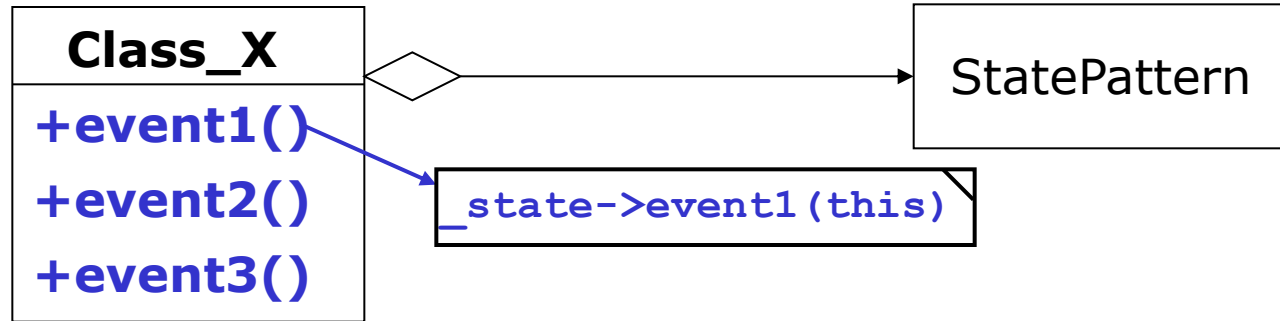 Class_X
StatePattern
+event1()
+event2()
_state->event1(this)
+event3()